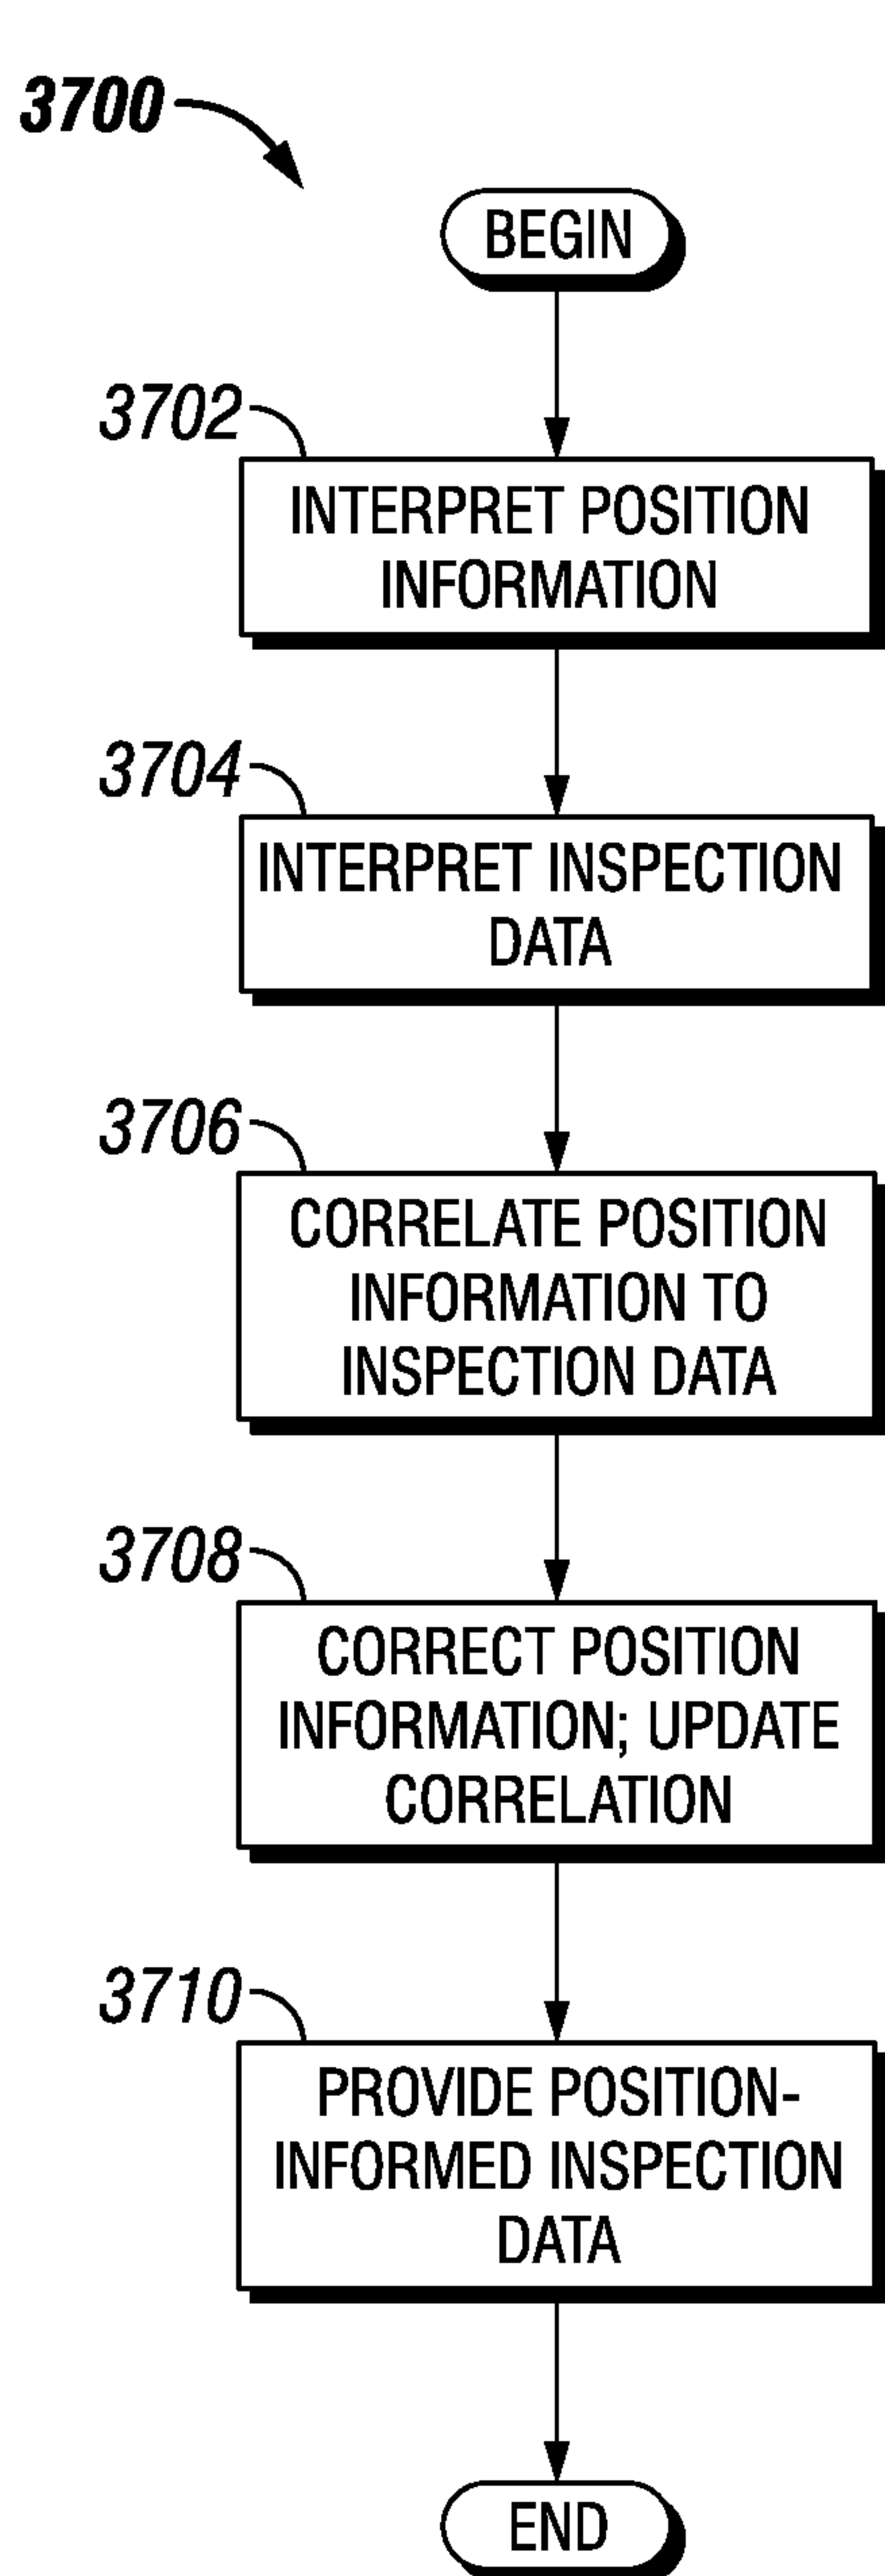 3700
BEGIN
3702
INTERPRET POSITION
INFORMATION
3704
INTERPRET INSPECTION
DATA
3706
CORRELATE POSITION
INFORMATION TO
INSPECTION DATA
3708
CORRECT POSITION
INFORMATION; UPDATE
CORRELATION
3710
PROVIDE POSITION-
INFORMED INSPECTION
DATA
END